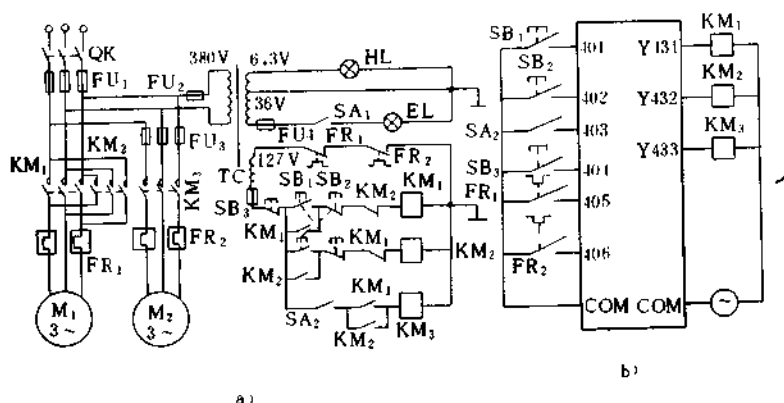 QK
FU₁
FU₂
380V
6.3V
HL
36V
SA₁
EL
FU₃
FU₄
FR₁
FR₂
127V
TC
KM₂
KM₁
KM₃
SB₃
SB₁
SB₂
KM₂
KM₁
KM₁
KM₁
KM₂
KM₂
FR₁
FR₂
SA₂
KM₁
KM₂
KM₃
M₁
3~
M₂
3~
a)
SB₁
401
Y431
KM₁
SB₂
402
Y432
KM₂
SA₂
403
Y433
KM₃
SB₃
404
FR₁
405
FR₂
406
COM
COM
~
b)